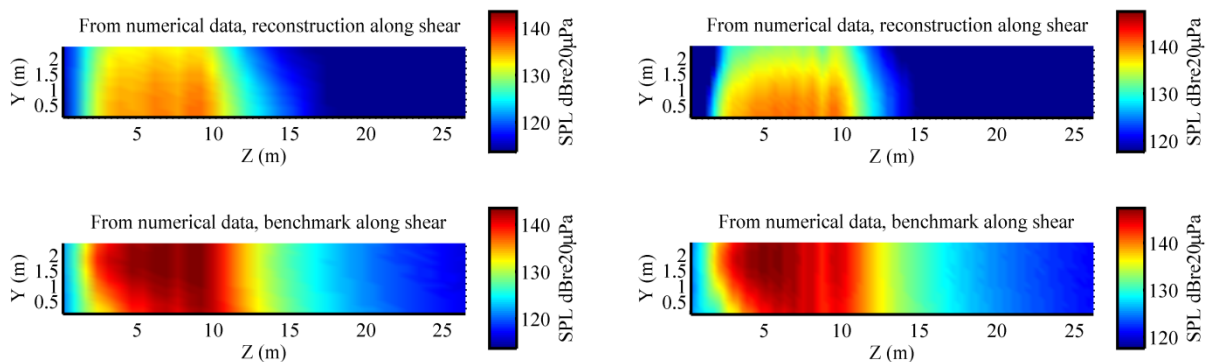 From numerical data, reconstruction along shear
Y (m)
2
1.5
1
0.5
5 10 15 20 25
Z (m)
140
130
120
SPL dBre20μPa
From numerical data, reconstruction along shear
Y (m)
2
1.5
1
0.5
5 10 15 20 25
Z (m)
140
130
120
SPL dBre20μPa
From numerical data, benchmark along shear
Y (m)
2
1.5
1
0.5
5 10 15 20 25
Z (m)
140
130
120
SPL dBre20μPa
From numerical data, benchmark along shear
Y (m)
2
1.5
1
0.5
5 10 15 20 25
Z (m)
140
130
120
SPL dBre20μPa